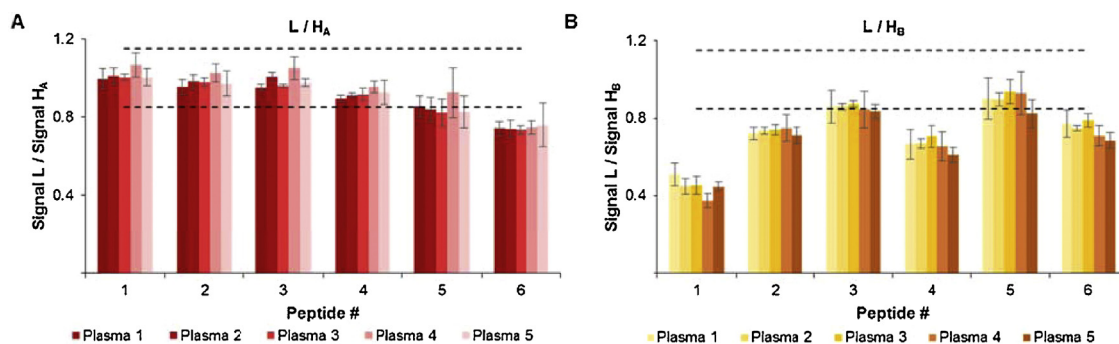 A
L / HA
Signal L / Signal HA
1.2
0.8
0.4
1 2 3 4 5 6
Peptide #
Plasma 1 Plasma 2 Plasma 3 Plasma 4 Plasma 5
B
L / HB
Signal L / Signal HB
1.2
0.8
0.4
1 2 3 4 5 6
Peptide #
Plasma 1 Plasma 2 Plasma 3 Plasma 4 Plasma 5